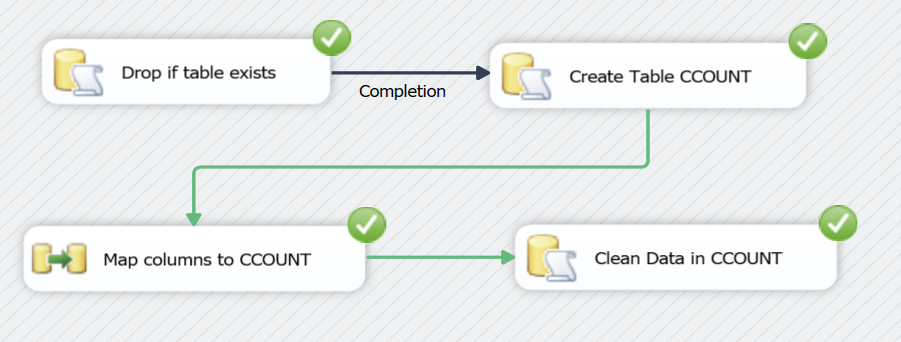 Drop if table exists
Completion
Create Table CCOUNT
Map columns to CCOUNT
Clean Data in CCOUNT